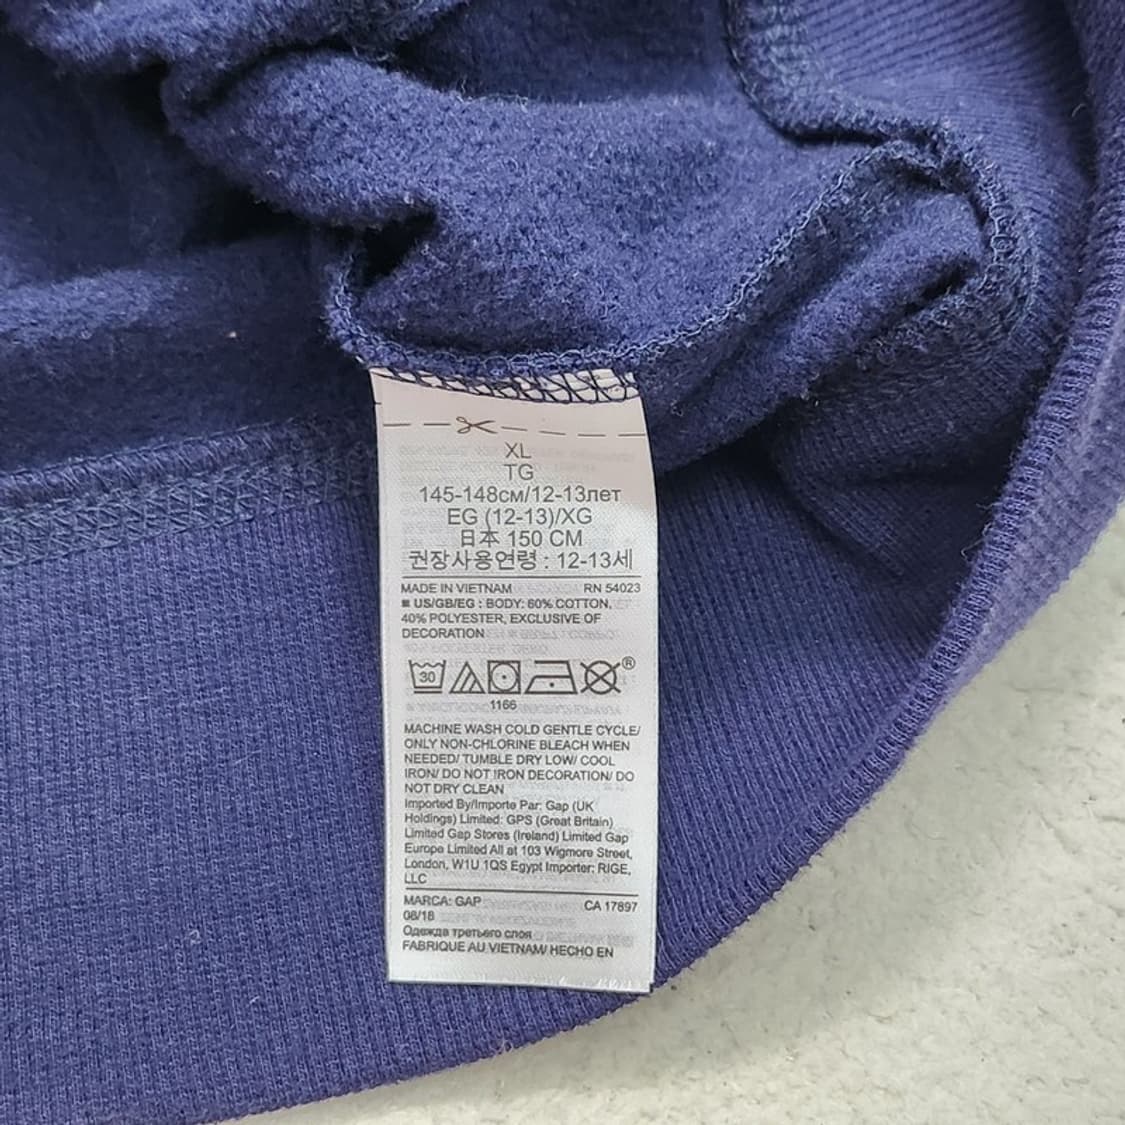 XL
TG
145-148см/12-13лет
EG (12-13)/XG
日本 150 CM
권장사용연령 : 12-13세
MADE IN VIETNAM RN 54023
■ US/GB/EG : BODY: 60% COTTON,
40% POLYESTER, EXCLUSIVE OF
DECORATION
30 ®
1166
MACHINE WASH COLD GENTLE CYCLE/
ONLY NON-CHLORINE BLEACH WHEN
NEEDED/ TUMBLE DRY LOW/ COOL
IRON/ DO NOT IRON DECORATION/ DO
NOT DRY CLEAN
Imported By/Importe Par: Gap (UK
Holdings) Limited: GPS (Great Britain)
Limited Gap Stores (Ireland) Limited Gap
Europe Limited All at 103 Wigmore Street,
London, W1U 1QS Egypt Importer: RIGE,
LLC
MARCA: GAP CA 17897
08/18
Одежда третьего слоя
FABRIQUE AU VIETNAM/ HECHO EN